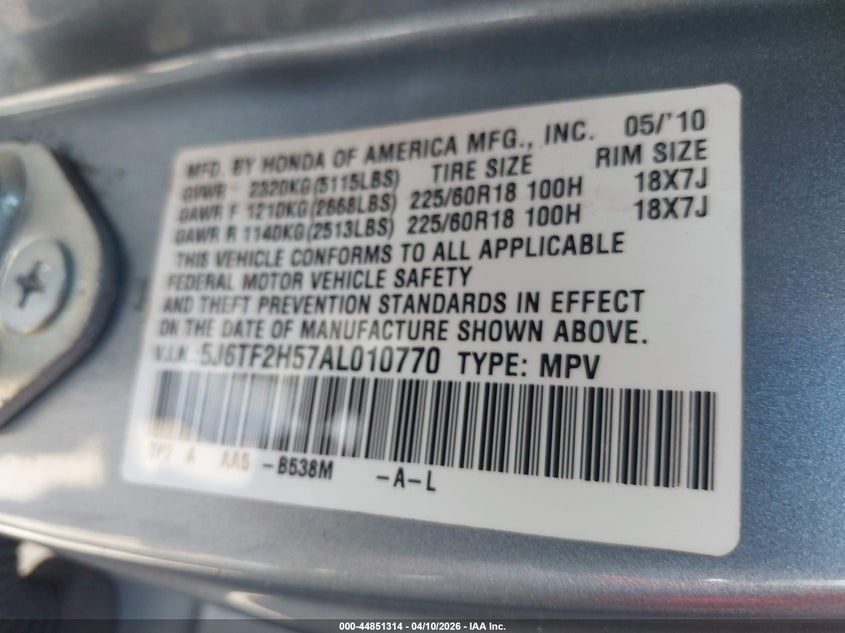 MFD. BY HONDA OF AMERICA MFG., INC. 05/'10
GVWR - 2320KG(5115LBS) TIRE SIZE RIM SIZE
GAWR F 1210KG(2668LBS) 225/60R18 100H 18X7J
GAWR R 1140KG(2513LBS) 225/60R18 100H 18X7J
THIS VEHICLE CONFORMS TO ALL APPLICABLE
FEDERAL MOTOR VEHICLE SAFETY
AND THEFT PREVENTION STANDARDS IN EFFECT
ON THE DATE OF MANUFACTURE SHOWN ABOVE.
V.I.N.: 5J6TF2H57AL010770 TYPE: MPV
A AA5 -B538M -A-L
000-44851314 - 04/10/2026 - IAA Inc.